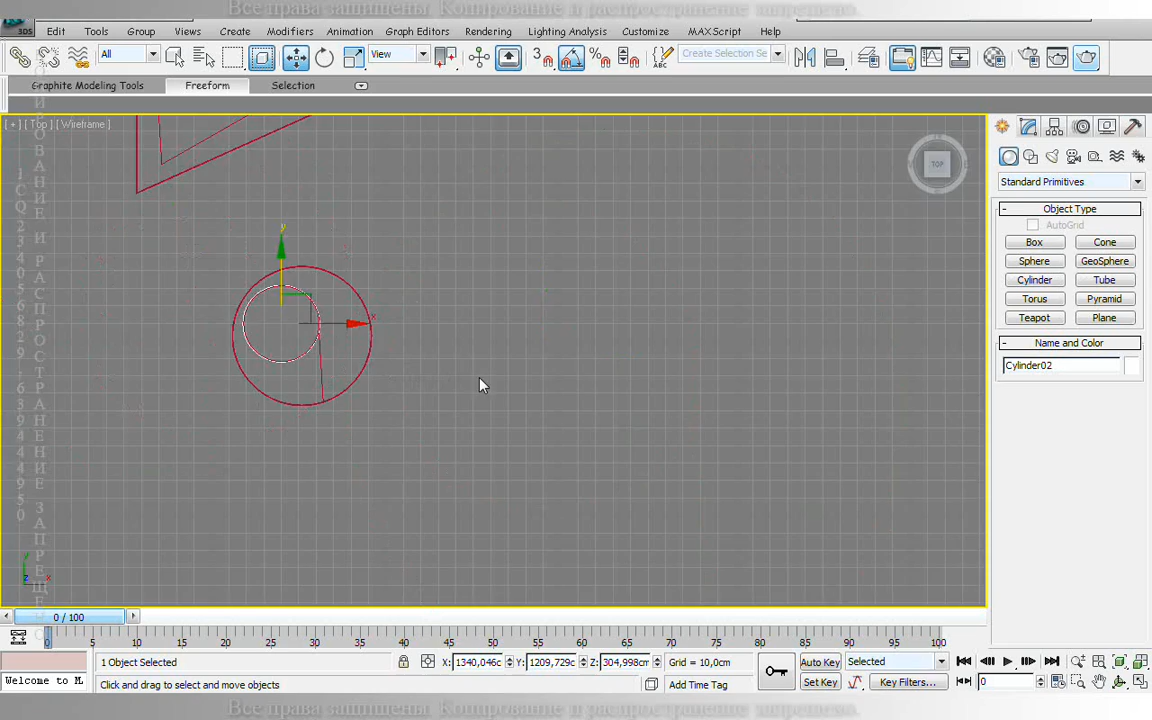 Все права защищены. Копирование и распространение запрещено.
3DS
Edit Tools Group Views Create Modifiers Animation Graph Editors Rendering Lighting Analysis Customize MAXScript Help
All View 3 Create Selection Se
Graphite Modeling Tools Freeform Selection
[ + ] [ Top ] [ Wireframe ]
TOP
Standard Primitives
- Object Type
AutoGrid
Box Cone
Sphere GeoSphere
Cylinder Tube
Torus Pyramid
Teapot Plane
- Name and Color
Cylinder02
y
x
y
z x
0 / 100
0 5 10 15 20 25 30 35 40 45 50 55 60 65 70 75 80 85 90 95 100
1 Object Selected X: 1340,046c Y: 1209,729c Z: 304,998cm Grid = 10,0cm Auto Key Selected
Welcome to M Click and drag to select and move objects Add Time Tag Set Key Key Filters... 0
Все права защищены. Копирование и распространение запрещено.